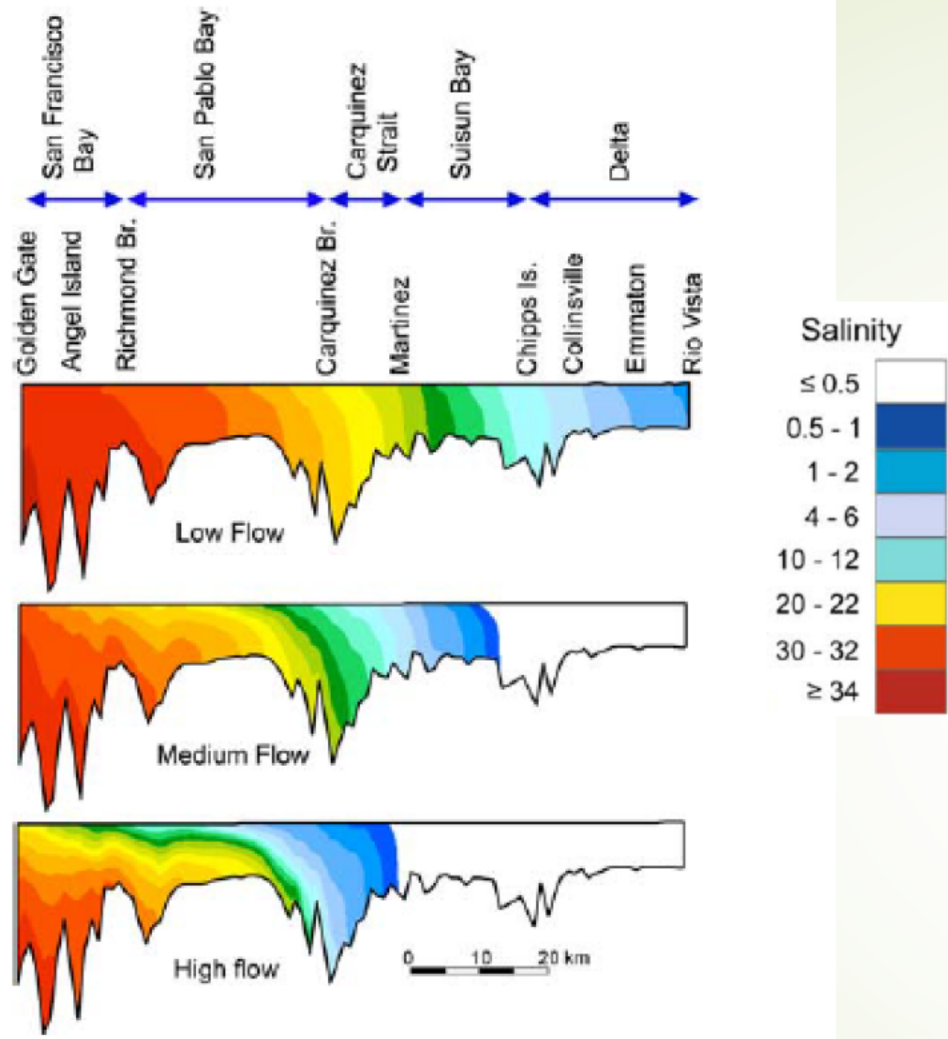 San Francisco
Bay
San Pablo Bay
Carquinez
Strait
Suisun Bay
Delta
Golden Gate
Angel Island
Richmond Br.
Carquinez Br.
Martinez
Chipps Is.
Collinsville
Emmaton
Rio Vista
Low Flow
Medium Flow
High flow
0 10 20 km
Salinity
≤ 0.5
0.5 - 1
1 - 2
4 - 6
10 - 12
20 - 22
30 - 32
≥ 34